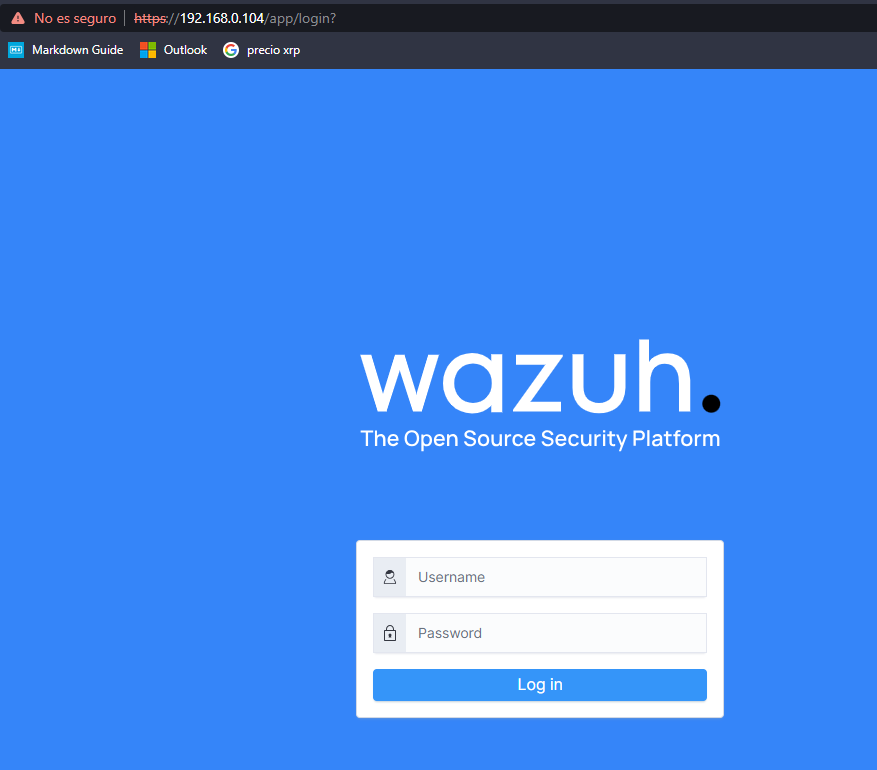 No es seguro | https://192.168.0.104/app/login?
Markdown Guide Outlook precio xrp
wazuh.
The Open Source Security Platform
Username
Password
Log in